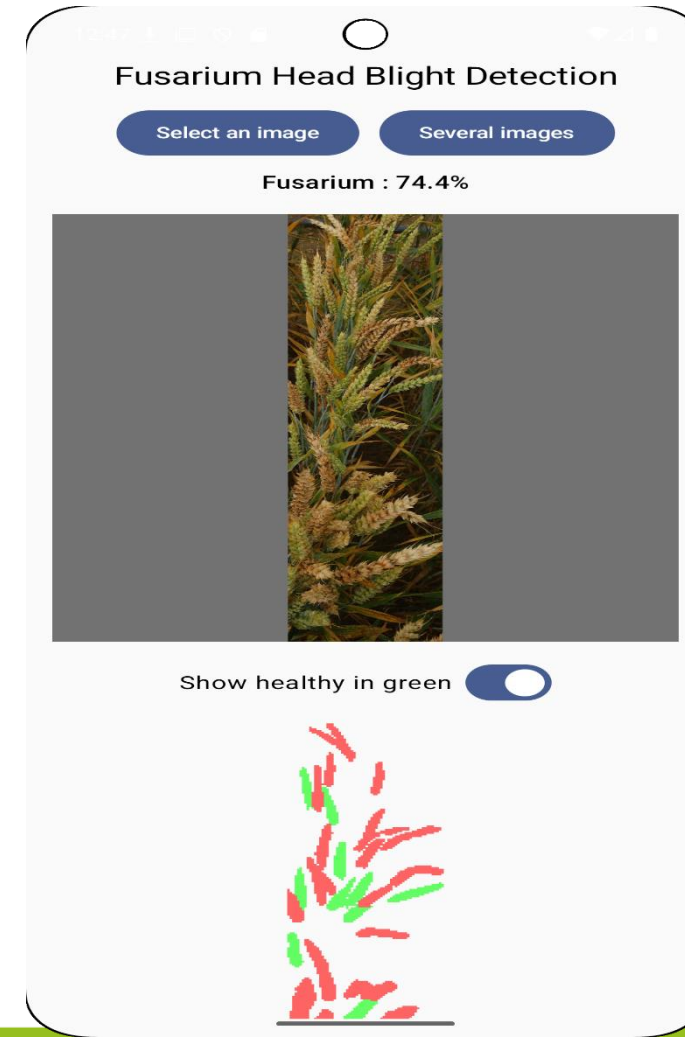 Fusarium Head Blight Detection
Select an image Several images
Fusarium : 74.4%
Show healthy in green